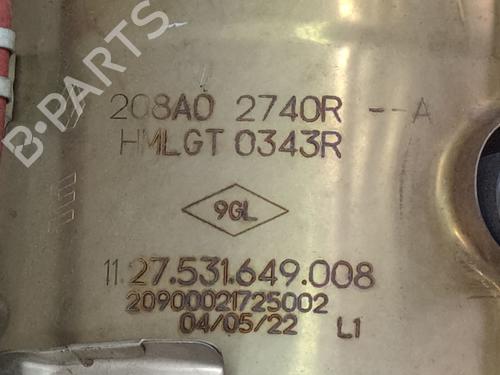 B-PARTS
208A0 2740R --A
HMLGT 0343R
9GL
11.27.531.649.008
20900021725002
04/05/22 L1